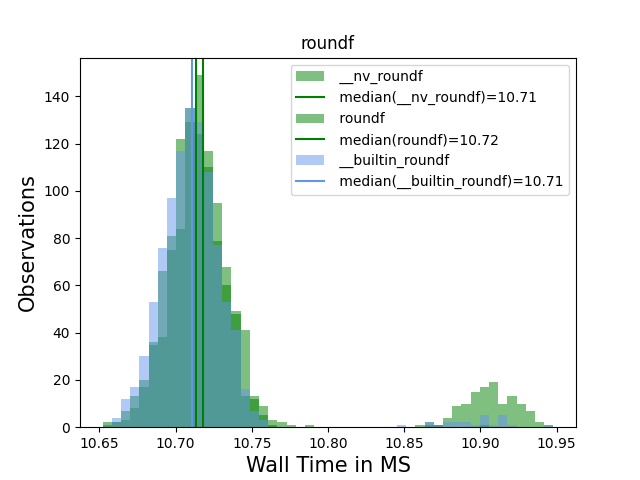 roundf
__nv_roundf
median(__nv_roundf)=10.71
roundf
median(roundf)=10.72
__builtin_roundf
median(__builtin_roundf)=10.71
Observations
140
120
100
80
60
40
20
0
10.65 10.70 10.75 10.80 10.85 10.90 10.95
Wall Time in MS